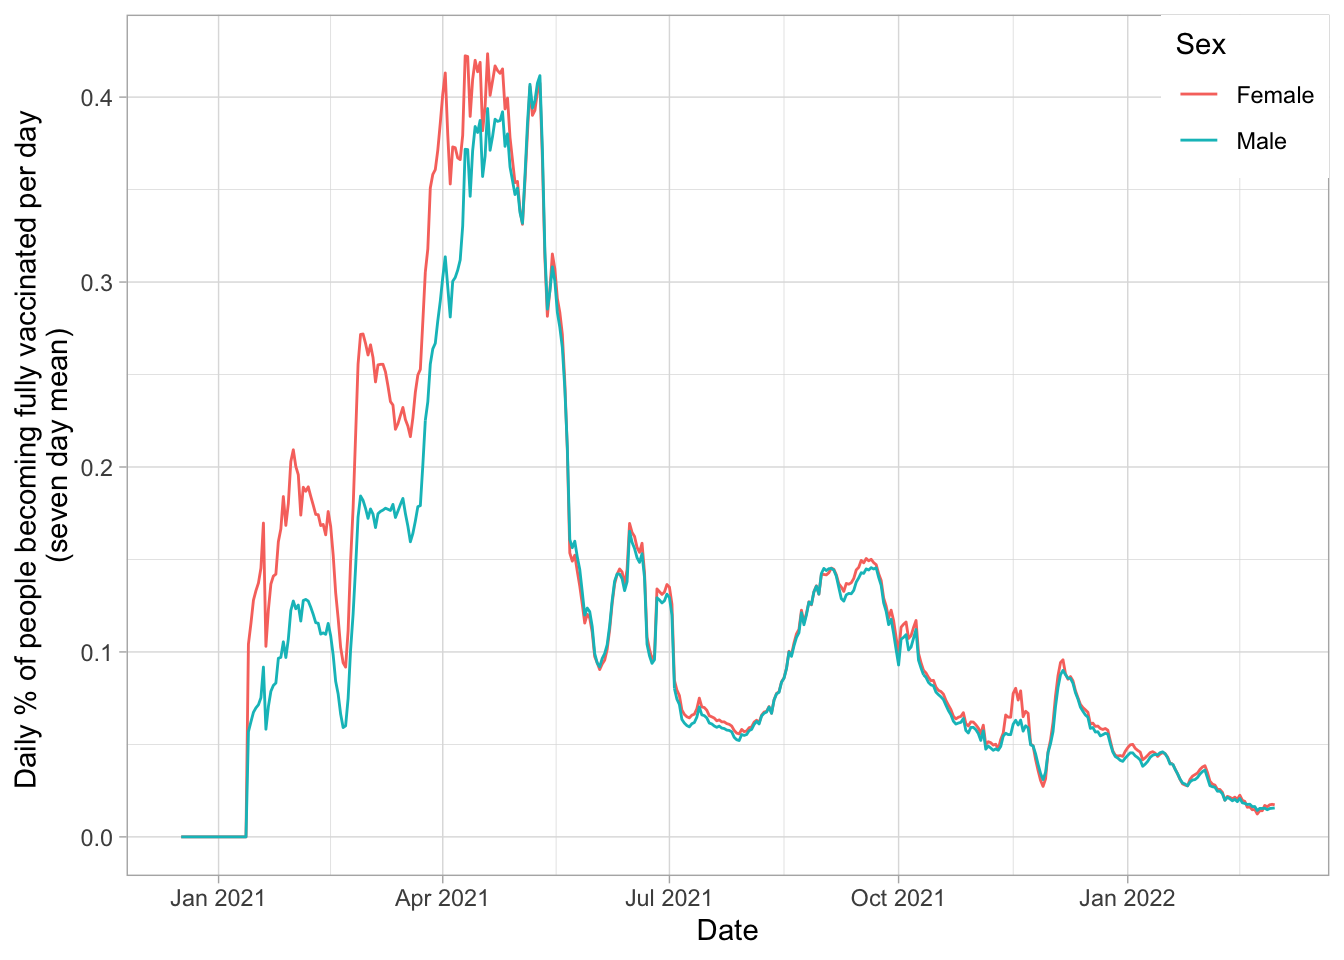 Sex
Female
Male
Daily % of people becoming fully vaccinated per day
(seven day mean)
0.4
0.3
0.2
0.1
0.0
Jan 2021
Apr 2021
Jul 2021
Oct 2021
Jan 2022
Date